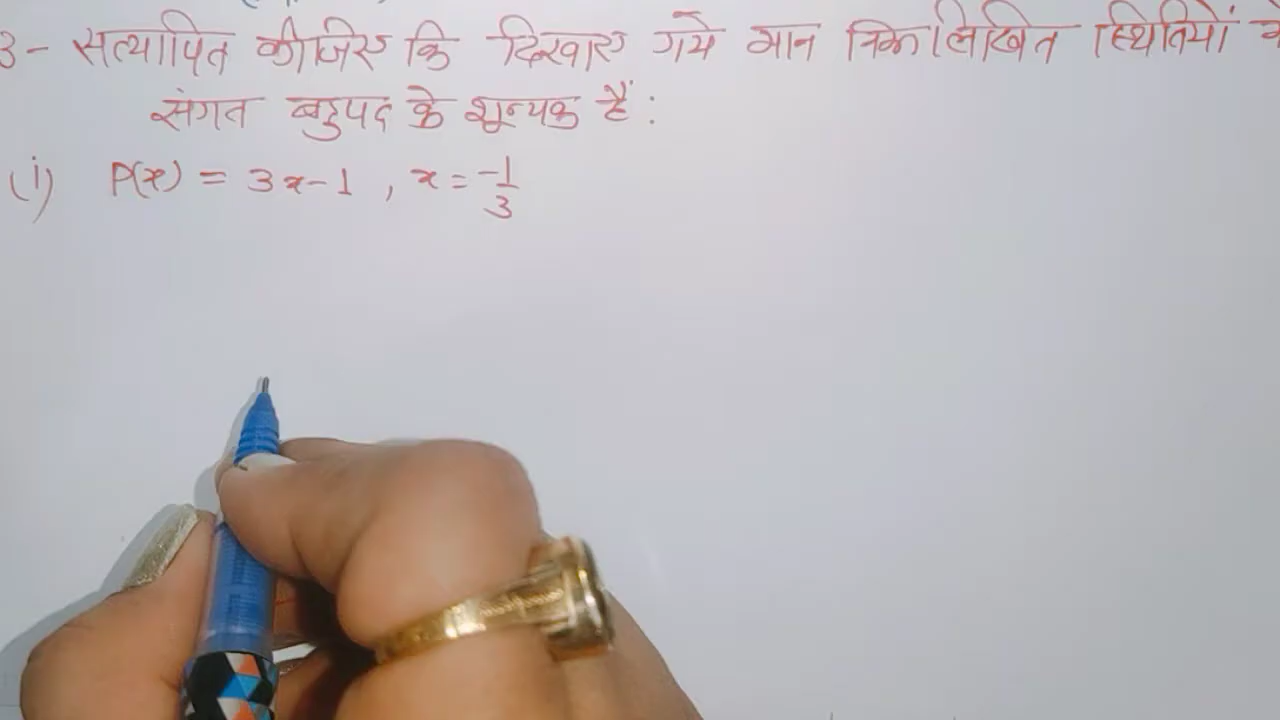 3- सत्यापित कीजिए कि दिखाए गये मान निम्नलिखित स्थितियों
संगत बहुपद के शून्यक हैं :
(i) P(x) = 3x-1 , x = -1/3